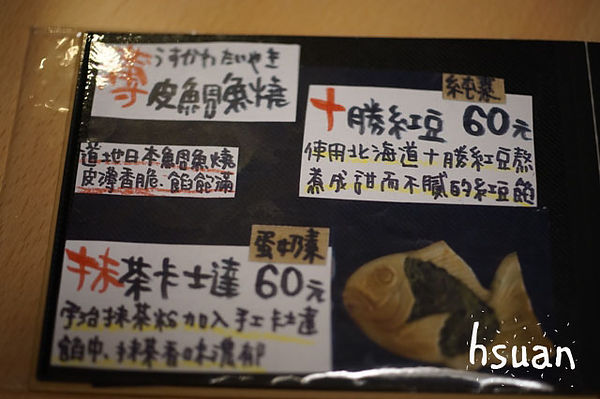 うすかわたいやき
薄皮鯛魚燒
道地日本鯛魚燒
皮薄香脆、餡飽滿
純素
十勝紅豆 60元
使用北海道十勝紅豆熬
煮成甜而不膩的紅豆餡
蛋奶素
抹茶卡士達 60元
宇治抹茶粉加入手工卡士達
餡中、抹茶香味濃郁
hsuan